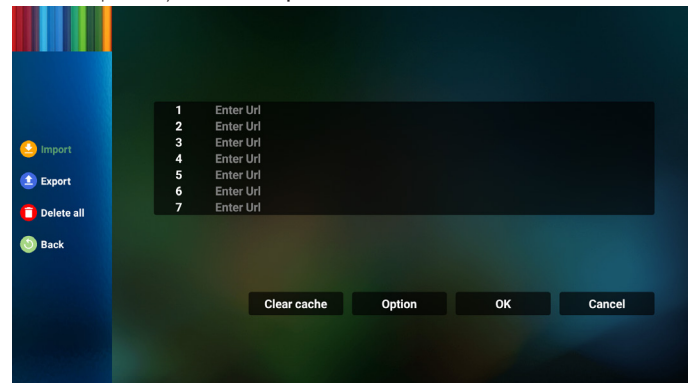 Import
Export
Delete all
Back
1 Enter Url
2 Enter Url
3 Enter Url
4 Enter Url
5 Enter Url
6 Enter Url
7 Enter Url
Clear cache Option OK Cancel